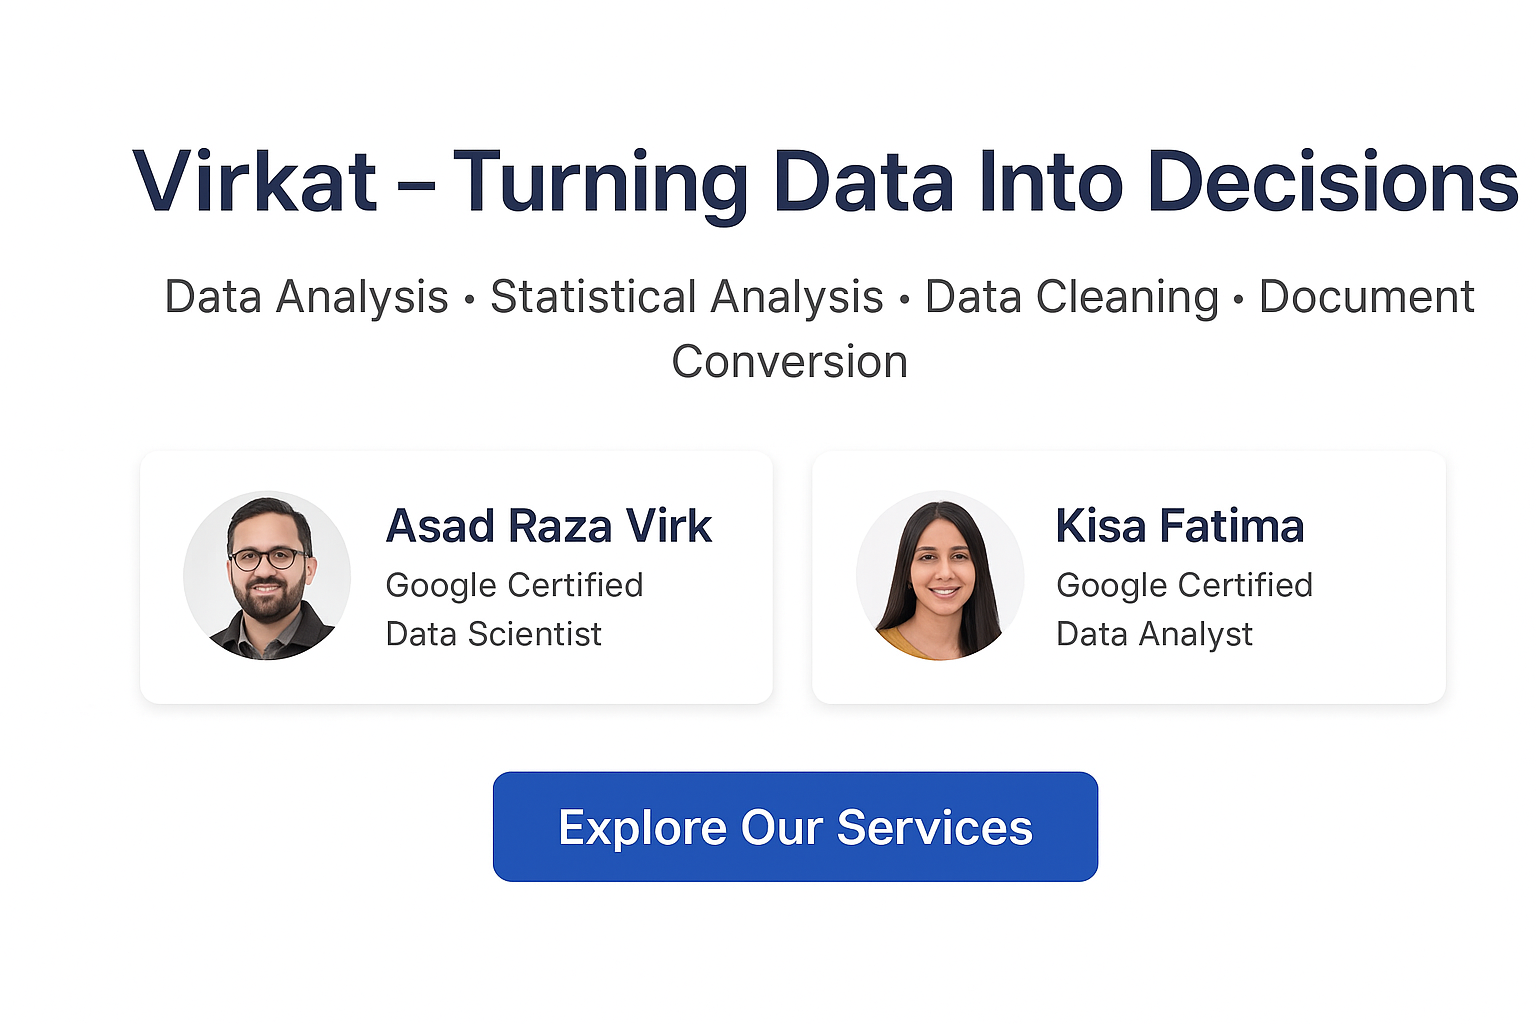 Virkat – Turning Data Into Decisions
Data Analysis • Statistical Analysis • Data Cleaning • Document
Conversion
Asad Raza Virk
Google Certified
Data Scientist
Kisa Fatima
Google Certified
Data Analyst
Explore Our Services